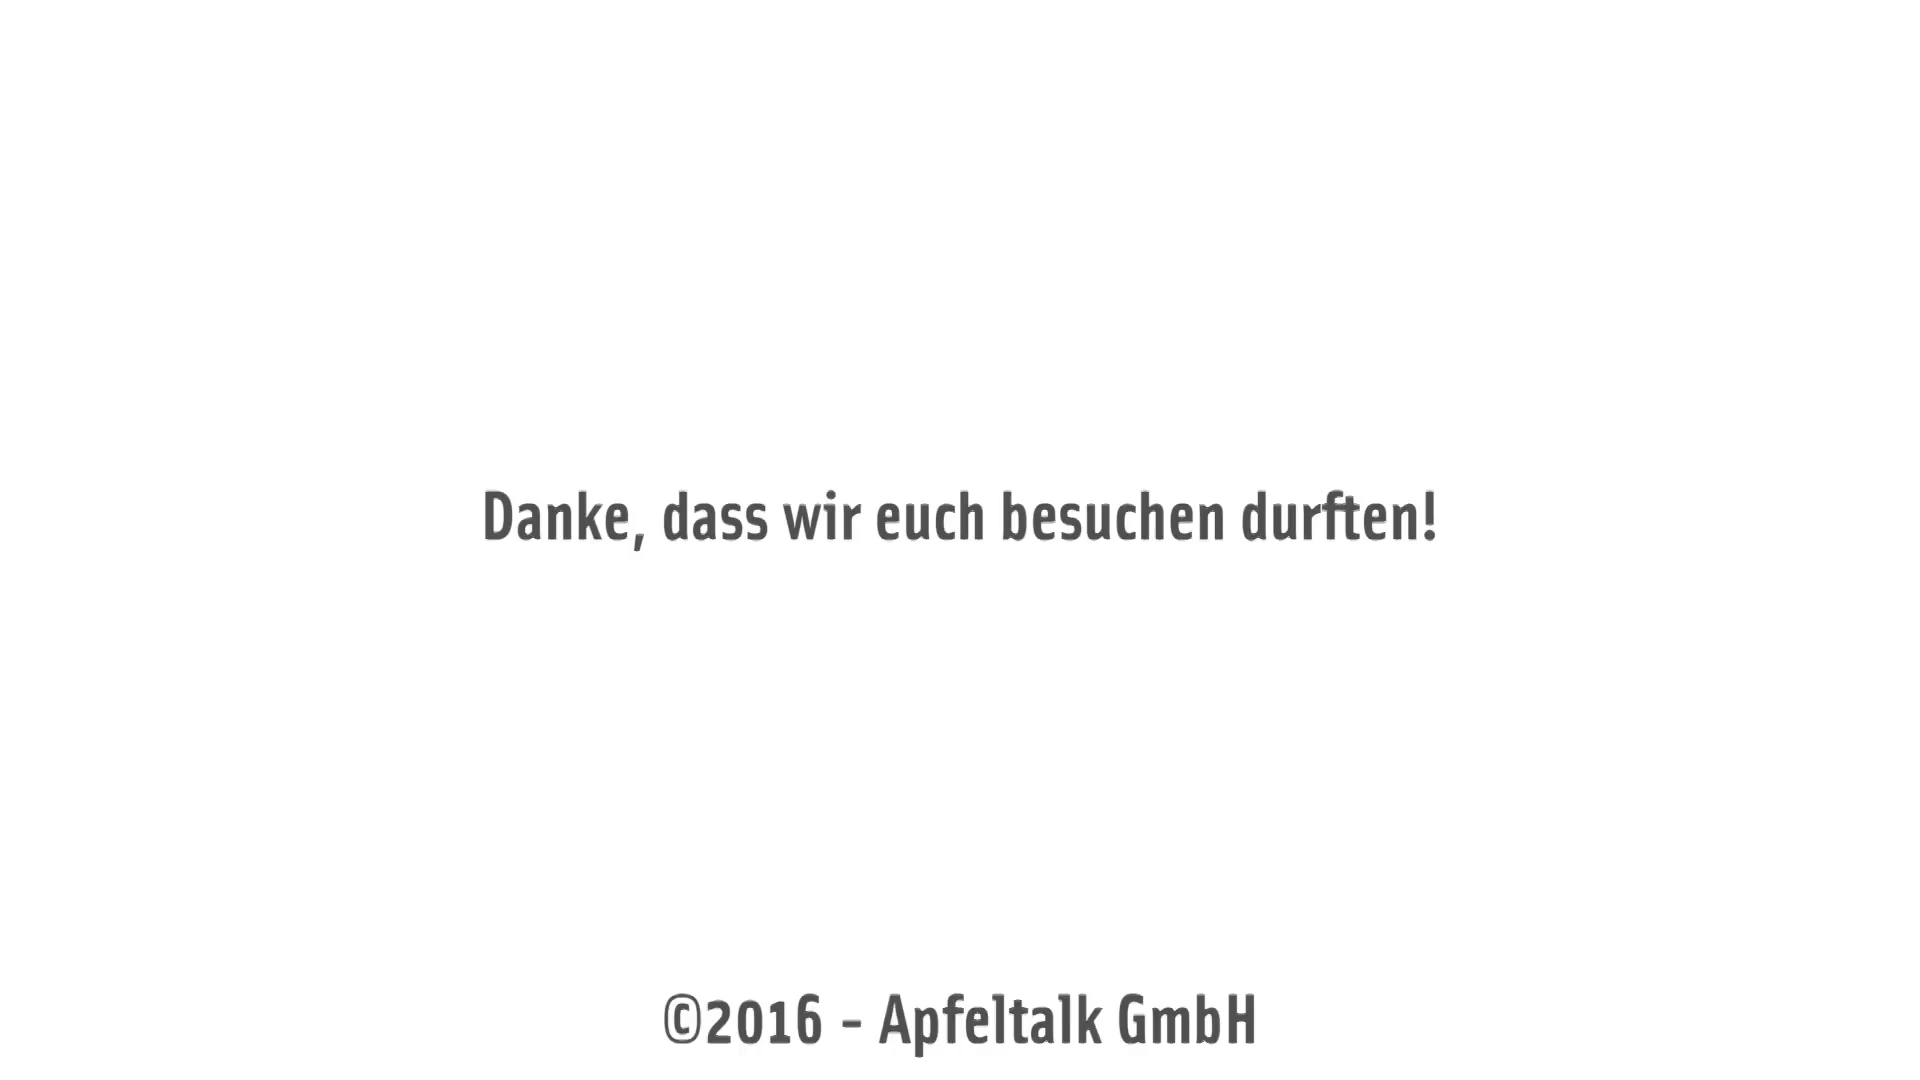 Danke, dass wir euch besuchen durften!
©2016 - Apfeltalk GmbH